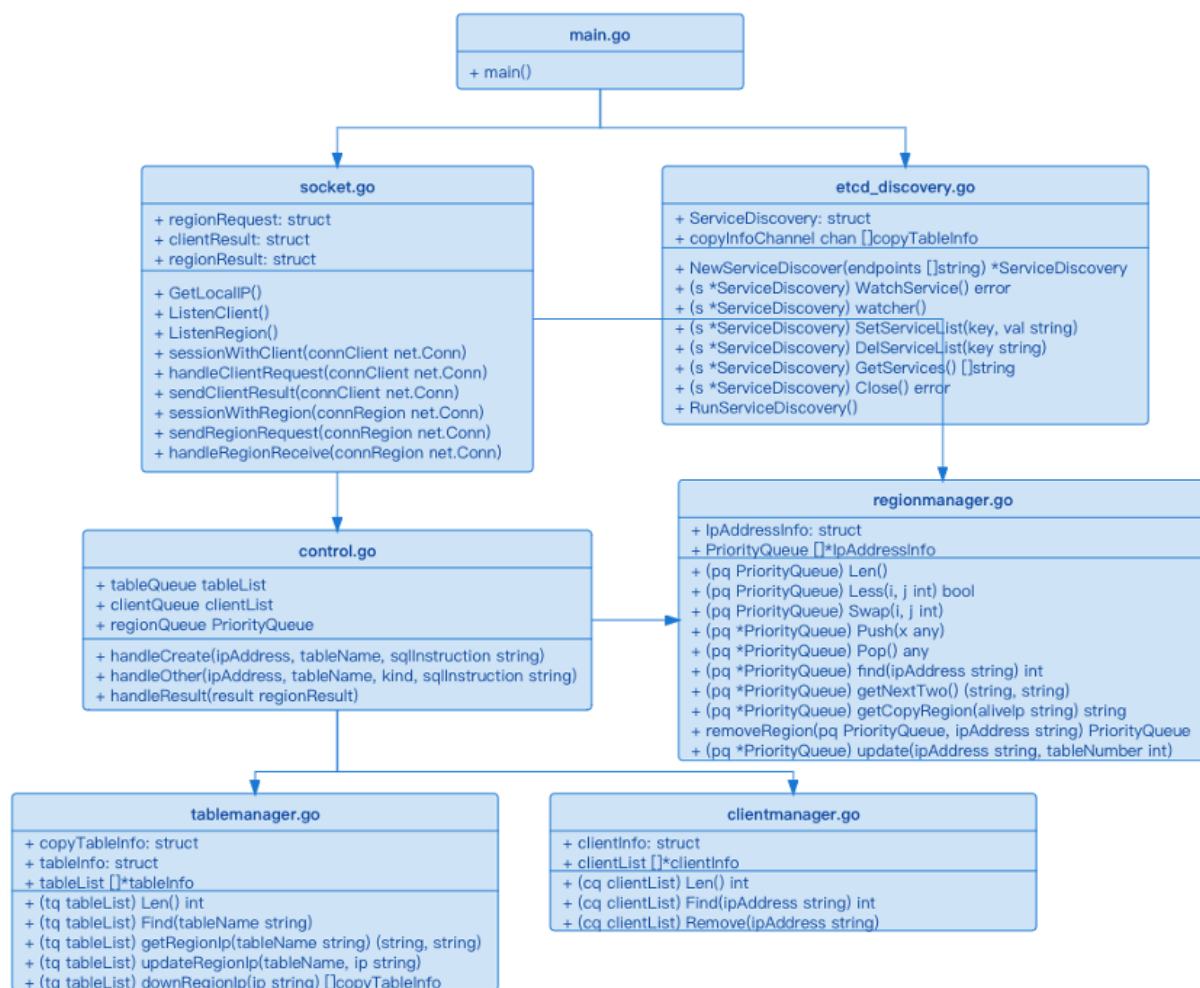 main.go
+ main()
socket.go
+ regionRequest: struct
+ clientResult: struct
+ regionResult: struct
+ GetLocalIP()
+ ListenClient()
+ ListenRegion()
+ sessionWithClient(connClient net.Conn)
+ handleClientRequest(connClient net.Conn)
+ sendClientResult(connClient net.Conn)
+ sessionWithRegion(connRegion net.Conn)
+ sendRegionRequest(connRegion net.Conn)
+ handleRegionReceive(connRegion net.Conn)
etcd_discovery.go
+ ServiceDiscovery: struct
+ copyInfoChannel chan []copyTableInfo
+ NewServiceDiscover(endpoints []string) *ServiceDiscovery
+ (s *ServiceDiscovery) WatchService() error
+ (s *ServiceDiscovery) watcher()
+ (s *ServiceDiscovery) SetServiceList(key, val string)
+ (s *ServiceDiscovery) DelServiceList(key string)
+ (s *ServiceDiscovery) GetServices() []string
+ (s *ServiceDiscovery) Close() error
+ RunServiceDiscovery()
control.go
+ tableQueue tableList
+ clientQueue clientList
+ regionQueue PriorityQueue
+ handleCreate(ipAddress, tableName, sqlInstruction string)
+ handleOther(ipAddress, tableName, kind, sqlInstruction string)
+ handleResult(result regionResult)
regionmanager.go
+ IpAddressInfo: struct
+ PriorityQueue []*IpAddressInfo
+ (pq PriorityQueue) Len()
+ (pq PriorityQueue) Less(i, j int) bool
+ (pq PriorityQueue) Swap(i, j int)
+ (pq *PriorityQueue) Push(x any)
+ (pq *PriorityQueue) Pop() any
+ (pq *PriorityQueue) find(ipAddress string) int
+ (pq *PriorityQueue) getNextTwo() (string, string)
+ (pq *PriorityQueue) getCopyRegion(aliveIp string) string
+ removeRegion(pq PriorityQueue, ipAddress string) PriorityQueue
+ (pq *PriorityQueue) update(ipAddress string, tableNumber int)
tablemanager.go
+ copyTableInfo: struct
+ tableInfo: struct
+ tableList []*tableInfo
+ (tq tableList) Len() int
+ (tq tableList) Find(tableName string)
+ (tq tableList) getRegionIp(tableName string) (string, string)
+ (tq tableList) updateRegionIp(tableName, ip string)
+ (tq tableList) downRegionIp(ip string) []copyTableInfo
clientmanager.go
+ clientInfo: struct
+ clientList []*clientInfo
+ (cq clientList) Len() int
+ (cq clientList) Find(ipAddress string) int
+ (cq clientList) Remove(ipAddress string)